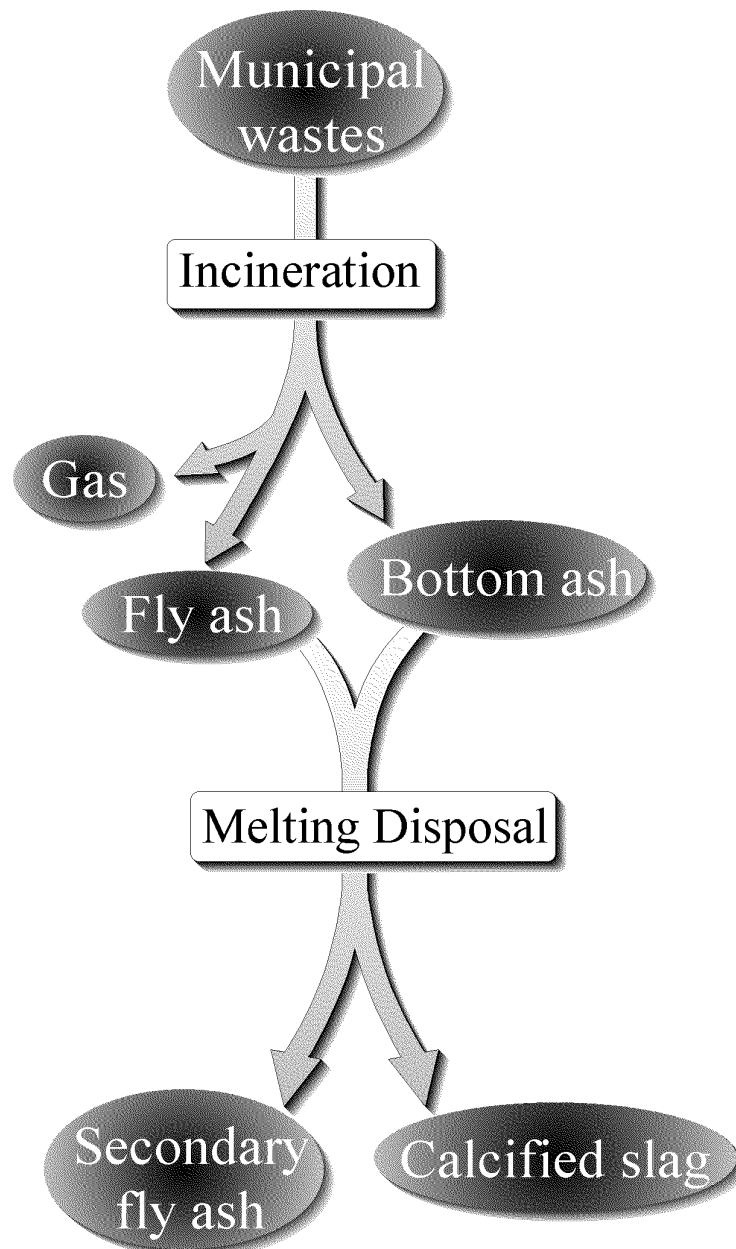 Municipal
wastes
Incineration
Gas
Bottom ash
Fly ash
Melting Disposal
Secondary
fly ash
Calcified slag